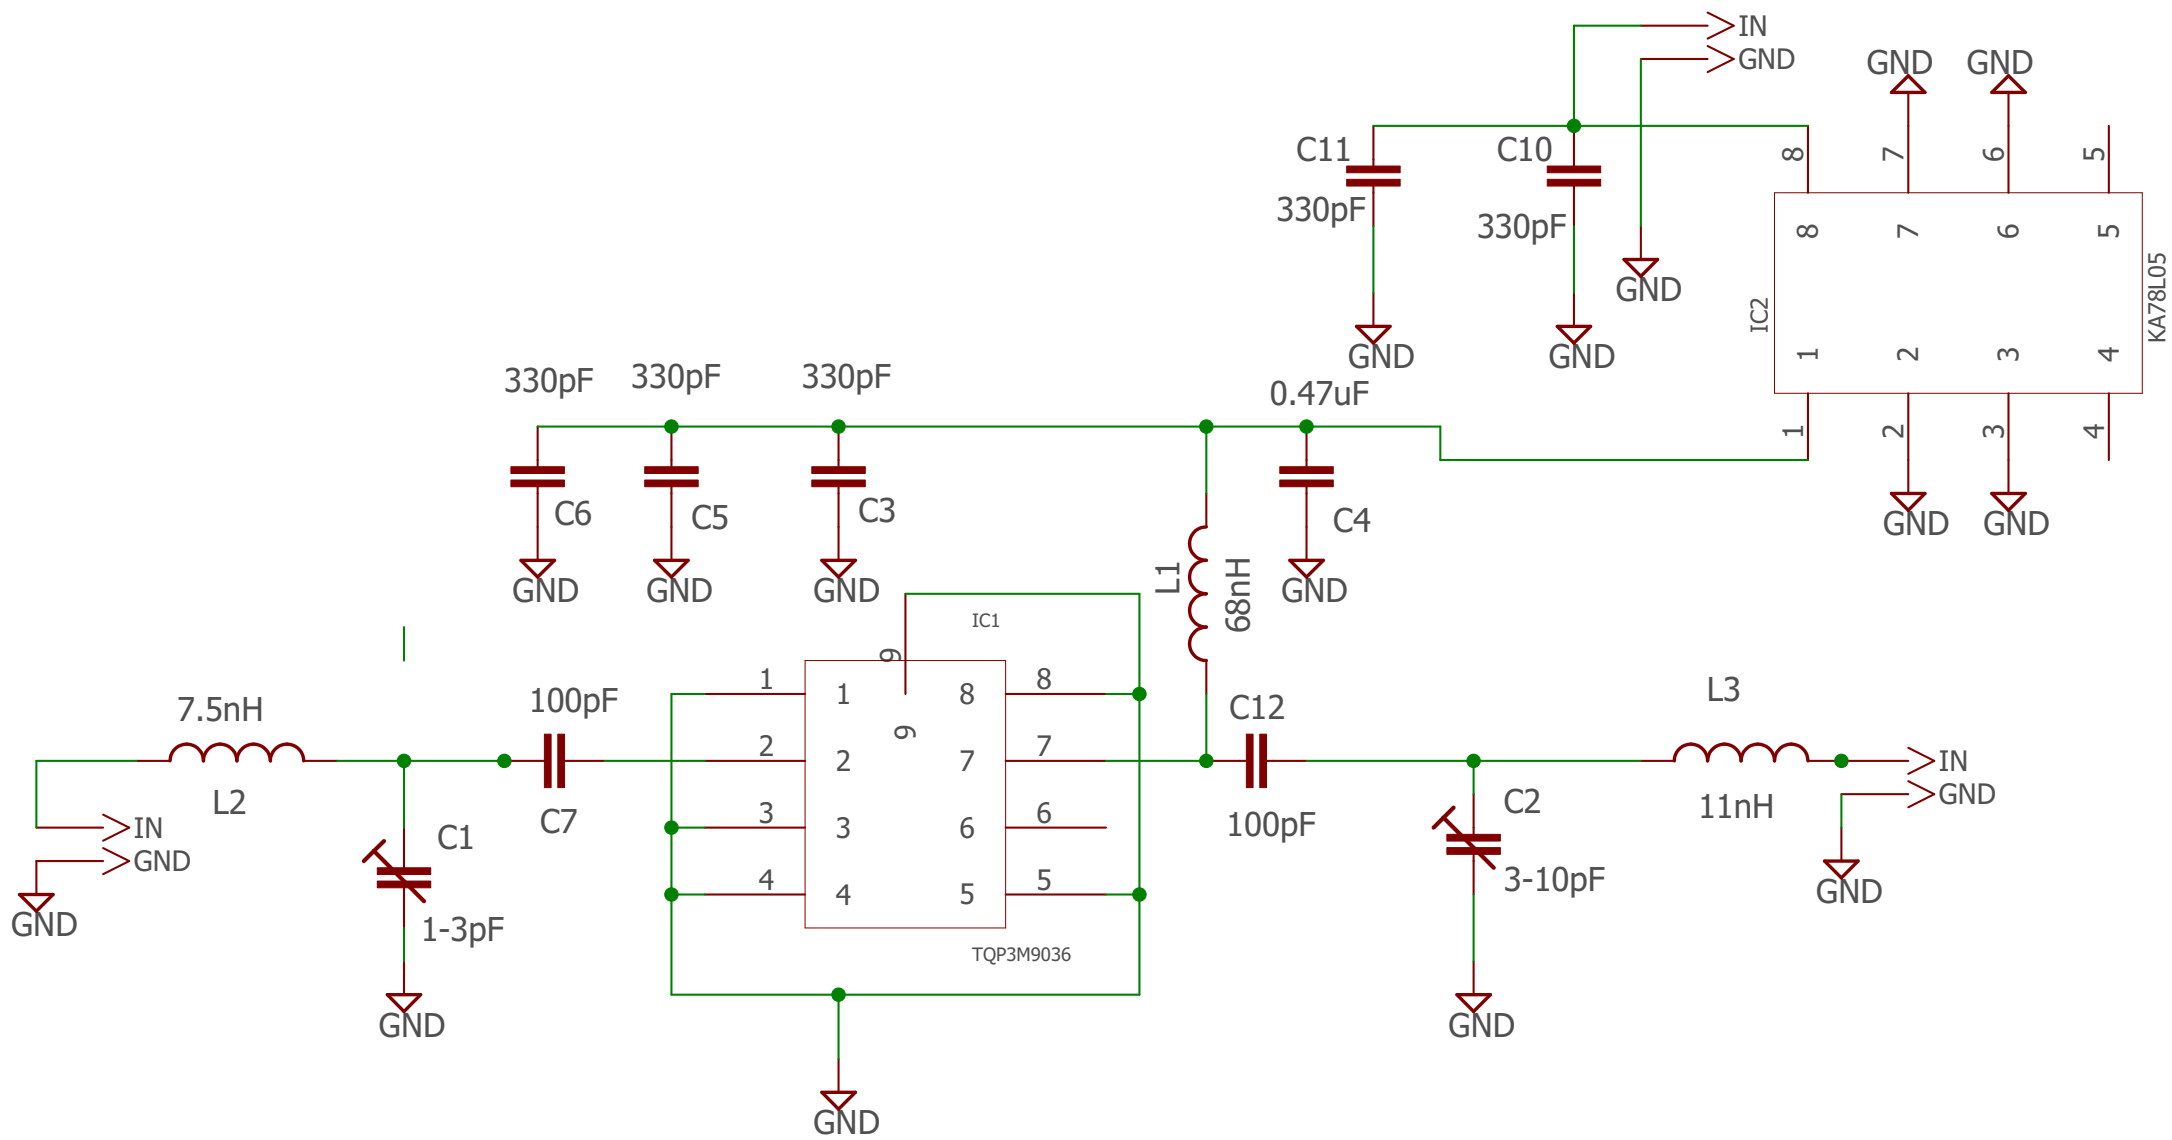 IN
GND
GND
GND
C11
C10
330pF
330pF
8
7
6
5
8
7
6
5
GND
IC2
KA78L05
GND
GND
1
2
3
4
1
2
3
4
GND
GND
330pF
330pF
330pF
0.47uF
C6
C5
C3
C4
GND
GND
GND
GND
L1
68nH
IC1
9
9
1
2
3
4
1
2
3
4
8
7
6
5
8
7
6
5
TQP3M9036
7.5nH
L2
100pF
C7
IN
GND
GND
C1
1-3pF
GND
GND
C12
100pF
C2
3-10pF
GND
L3
11nH
IN
GND
GND